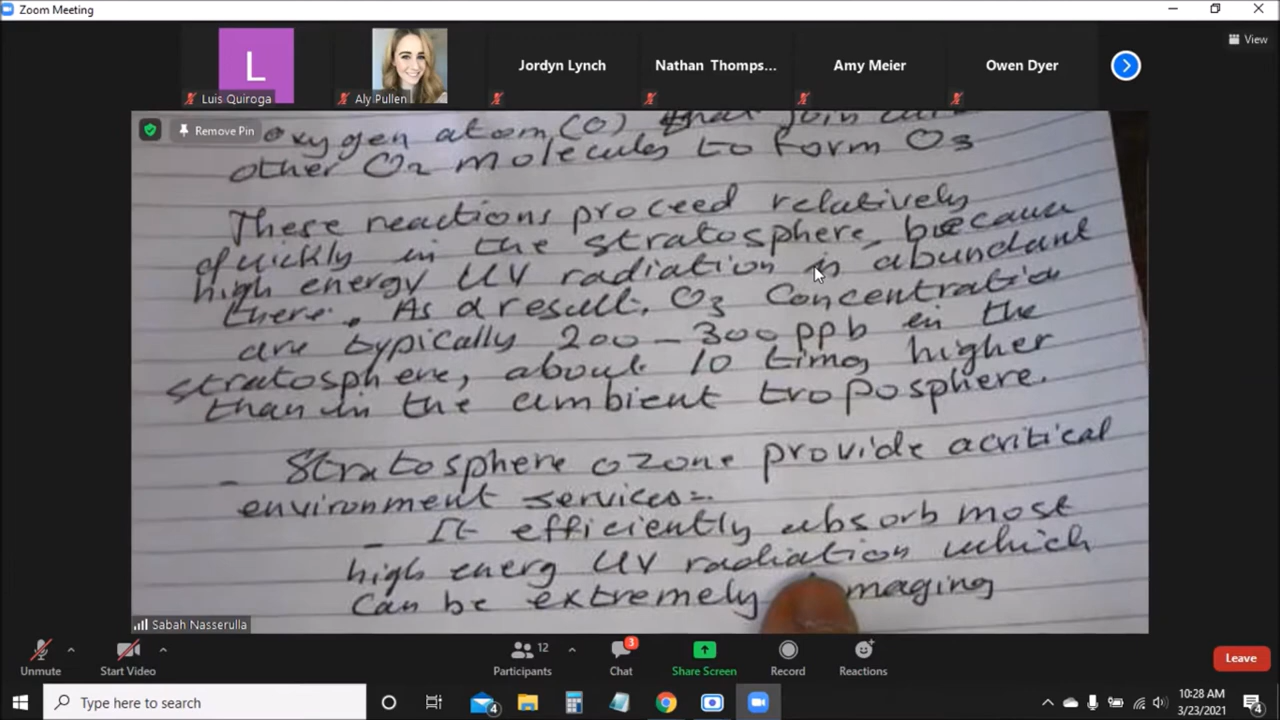 Zoom Meeting
View
L
Luis Quiroga
Aly Pullen
Jordyn Lynch
Nathan Thomps...
Amy Meier
Owen Dyer
Remove Pin
oxygen atom (O) that join
other O2 molecules to form O3
These reactions proceed relatively
quickly in the stratosphere, because
high energy UV radiation is abundant
there. As a result, O3 Concentration
are typically 200 - 300 ppb in the
stratosphere, about 10 times higher
than in the ambient troposphere.
- Stratosphere ozone provide a critical
environment services:-
- It efficiently absorb most
high energ UV radiation which
Can be extremely maging
Sabah Nasserulla
Unmute
Start Video
Participants
12
Chat
3
Share Screen
Record
Reactions
Leave
Type here to search
4
10:28 AM
3/23/2021
4